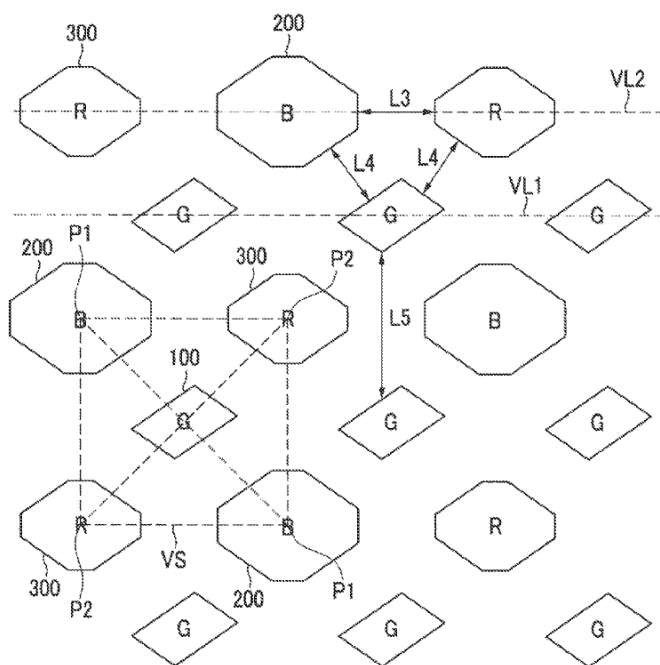 300 200
R B L3 R VL2
L4 L4
G G VL1 G
200 P1 300 P2
B R L5 B
100
G G G
R VS B R
300 P2 200 P1
G G G